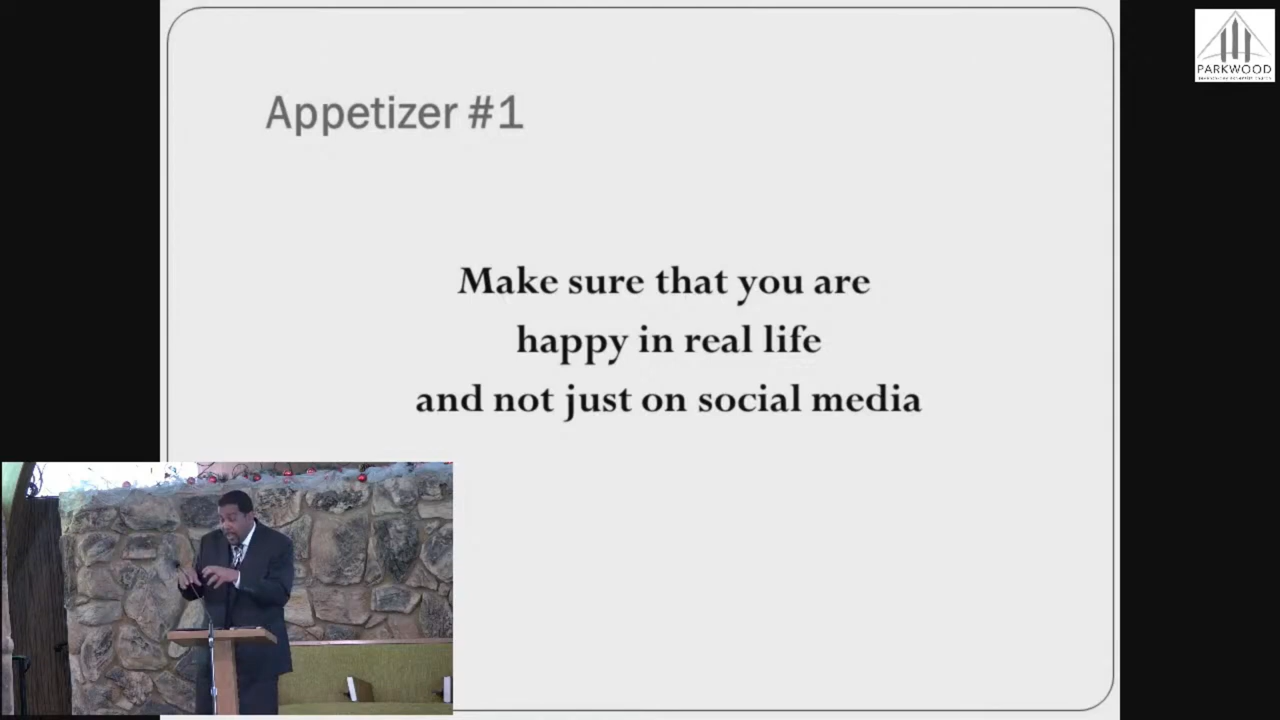 PARKWOOD
Appetizer #1
Make sure that you are
happy in real life
and not just on social media